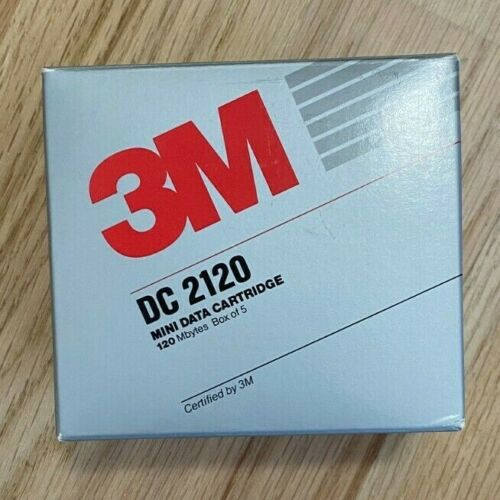 3M
DC 2120
MINI DATA CARTRIDGE
120 Mbytes Box of 5
Certified by 3M